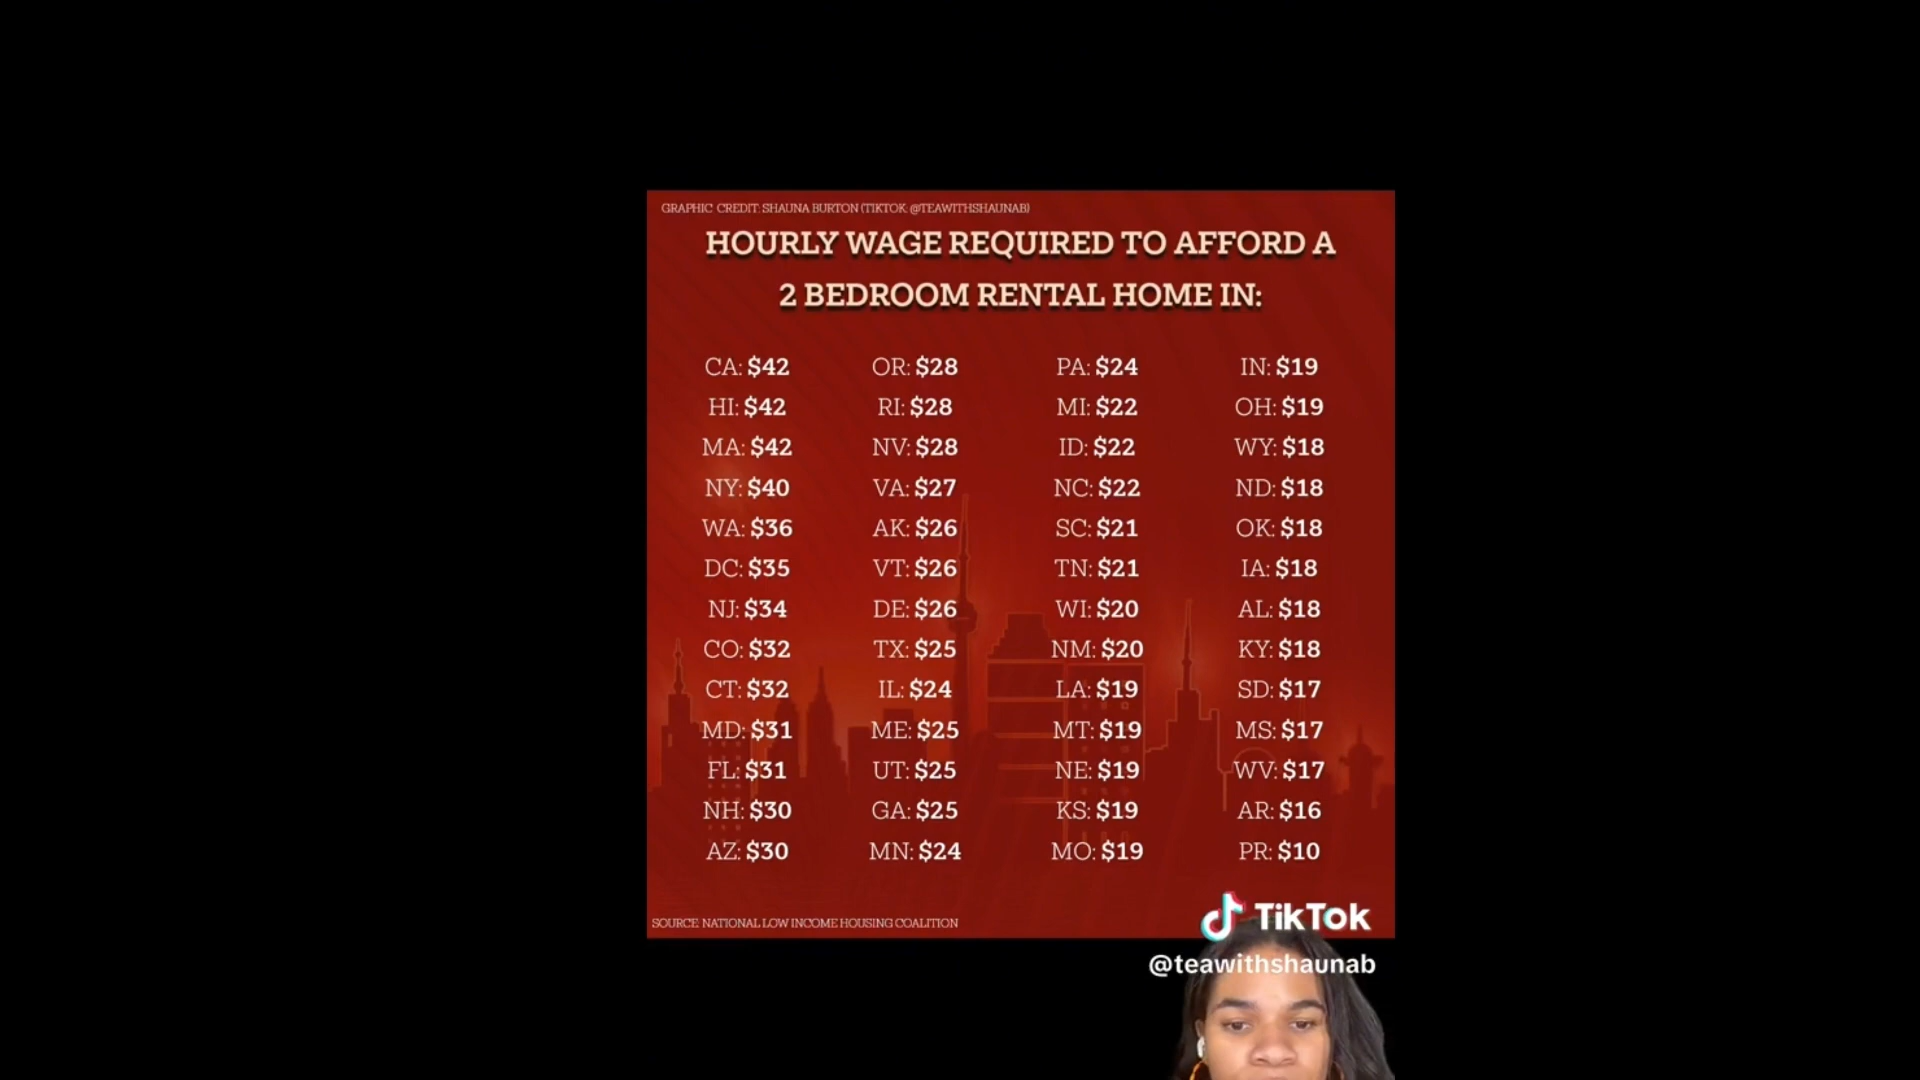 GRAPHIC CREDIT: SHAUNA BURTON (TIKTOK: @TEAWITHSHAUNAB)
HOURLY WAGE REQUIRED TO AFFORD A
2 BEDROOM RENTAL HOME IN:
CA: $42
HI: $42
MA: $42
NY: $40
WA: $36
DC: $35
NJ: $34
CO: $32
CT: $32
MD: $31
FL: $31
NH: $30
AZ: $30
OR: $28
RI: $28
NV: $28
VA: $27
AK: $26
VT: $26
DE: $26
TX: $25
IL: $24
ME: $25
UT: $25
GA: $25
MN: $24
PA: $24
MI: $22
ID: $22
NC: $22
SC: $21
TN: $21
WI: $20
NM: $20
LA: $19
MT: $19
NE: $19
KS: $19
MO: $19
IN: $19
OH: $19
WY: $18
ND: $18
OK: $18
IA: $18
AL: $18
KY: $18
SD: $17
MS: $17
WV: $17
AR: $16
PR: $10
SOURCE: NATIONAL LOW INCOME HOUSING COALITION
TikTok
@teawithshaunab